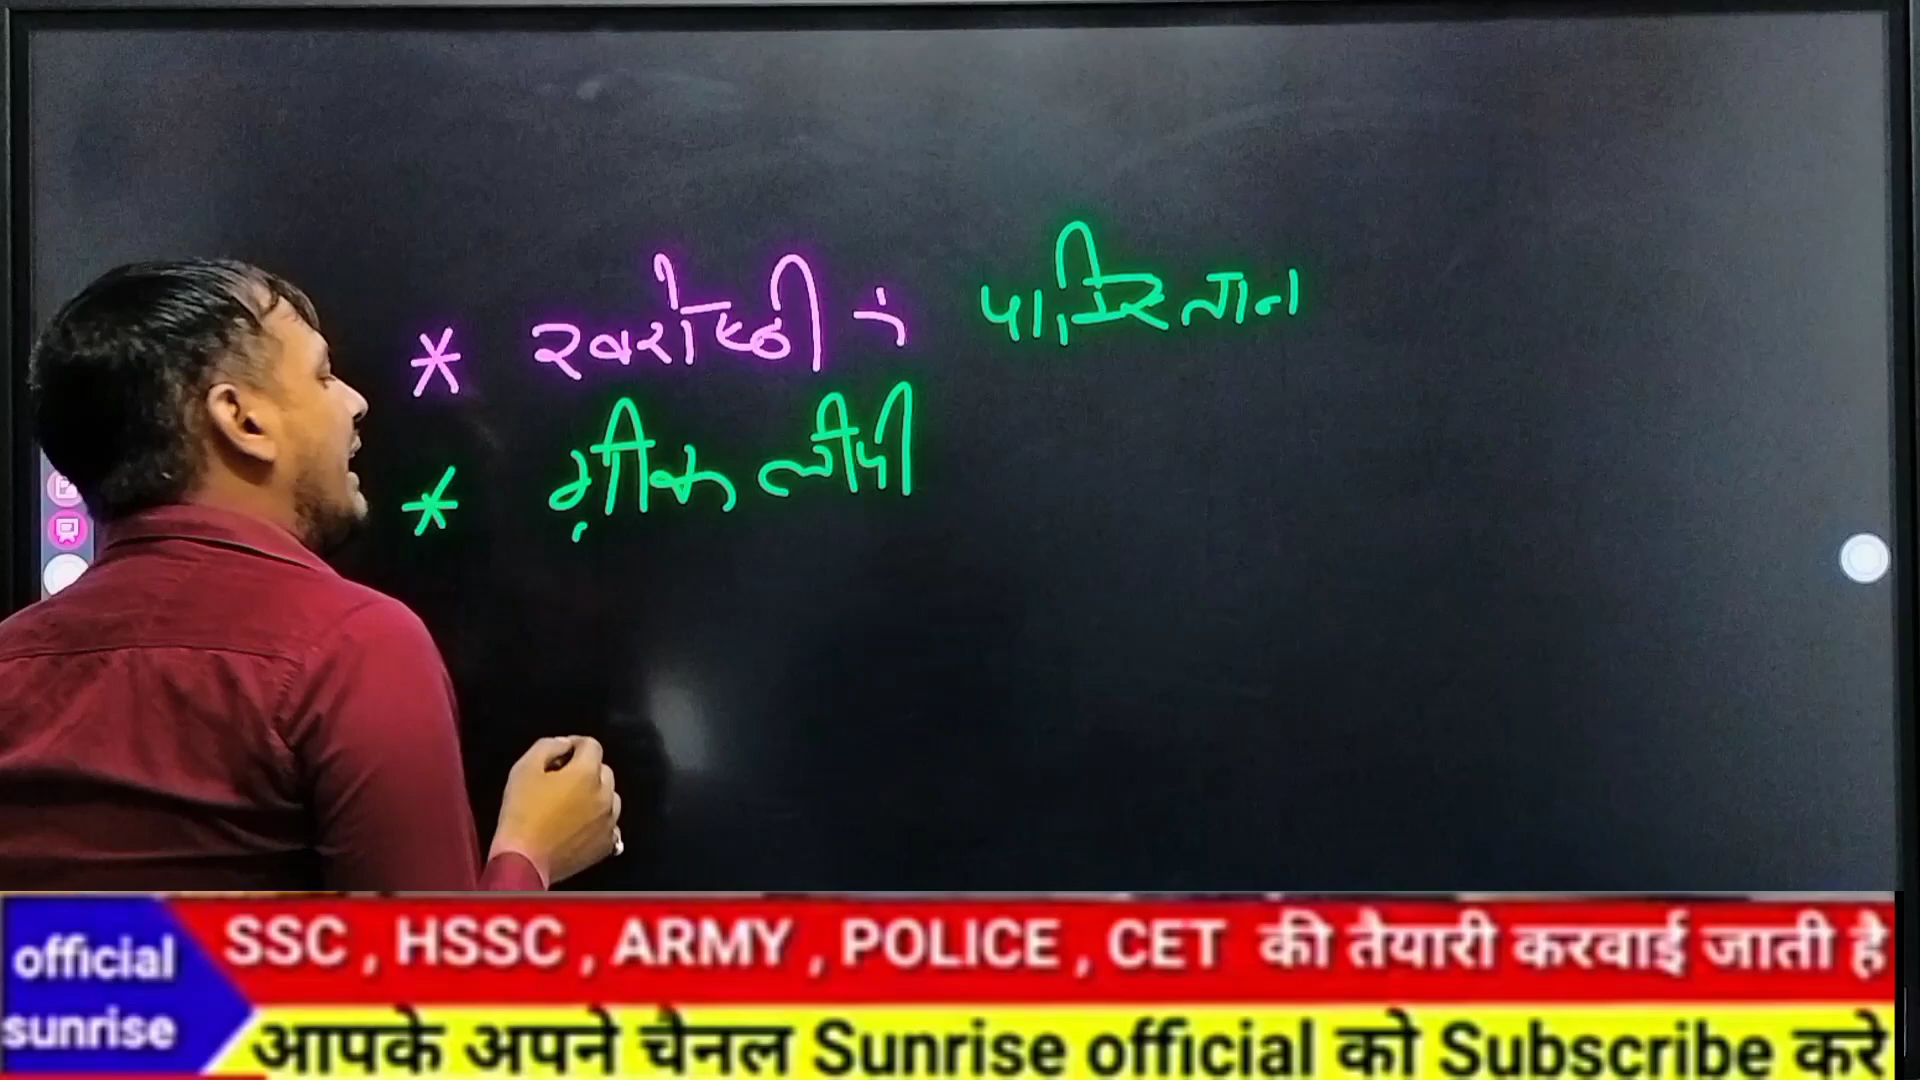 * खरोष्ठी में पाकिस्तान
* ग्रीक लीपी
official sunrise
SSC , HSSC , ARMY , POLICE , CET की तैयारी करवाई जाती है
आपके अपने चैनल Sunrise official को Subscribe करे